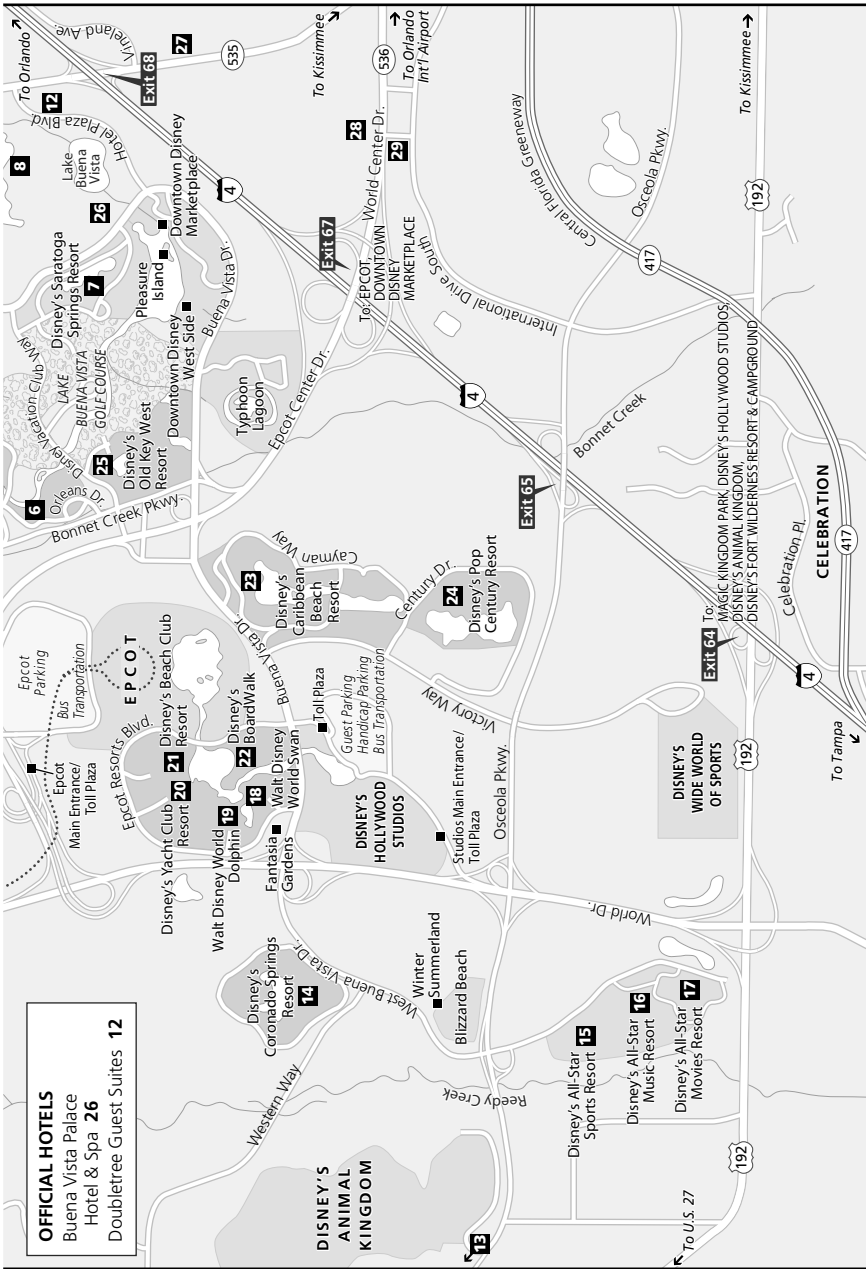 OFFICIAL HOTELS
Buena Vista Palace
Hotel & Spa 26
Doubletree Guest Suites 12
DISNEY'S
ANIMAL
KINGDOM
13
To U.S. 27
192
Western Way
Reedy Creek
Disney's
Coronado Springs
Resort
14
West Buena Vista Dr.
Winter
Summerland
Blizzard Beach
Disney's All-Star
Sports Resort
15
Disney's All-Star
Music Resort
16
Disney's All-Star
Movies Resort
17
World Dr.
Epcot
Main Entrance/
Toll Plaza
Epcot
Parking
Bus
Transportation
EPCOT
Epcot Resorts Blvd.
Disney's Yacht Club
Resort
20
21
Disney's Beach Club
Resort
Walt Disney World
Dolphin
19
18
22
Disney's
BoardWalk
Walt Disney
World Swan
Fantasia
Gardens
Buena Vista Dr.
Toll Plaza
Guest Parking
Handicap Parking
Bus Transportation
DISNEY'S
HOLLYWOOD
STUDIOS
Studios Main Entrance/
Toll Plaza
Osceola Pkwy.
Victory Way
DISNEY'S
WIDE WORLD
OF SPORTS
192
To Tampa
6
Orleans Dr.
Bonnet Creek Pkwy.
Disney Vacation Club Way
25
Disney's
Old Key West
Resort
LAKE
BUENA VISTA
GOLF COURSE
Disney's Saratoga
Springs Resort
7
Pleasure
Island
Downtown Disney
West Side
Downtown Disney
Marketplace
Buena Vista Dr.
26
8
Lake
Buena
Vista
Hotel Plaza Blvd.
12
To Orlando
Vineland Ave.
Exit 68
27
535
To Kissimmee
4
Typhoon
Lagoon
Epcot Center Dr.
23
Disney's
Caribbean
Beach
Resort
Cayman Way
Century Dr.
24
Disney's Pop
Century Resort
Exit 67
To: EPCOT,
DOWNTOWN
DISNEY
MARKETPLACE
World Center Dr.
28
29
536
To Orlando
Int'l Airport
International Drive South
4
Bonnet Creek
Exit 65
Central Florida Greeneway
417
Osceola Pkwy.
To Kissimmee
192
Exit 64
To:
MAGIC KINGDOM PARK, DISNEY'S HOLLYWOOD STUDIOS,
DISNEY'S ANIMAL KINGDOM,
DISNEY'S FORT WILDERNESS RESORT & CAMPGROUND
Celebration Pl.
CELEBRATION
417
4